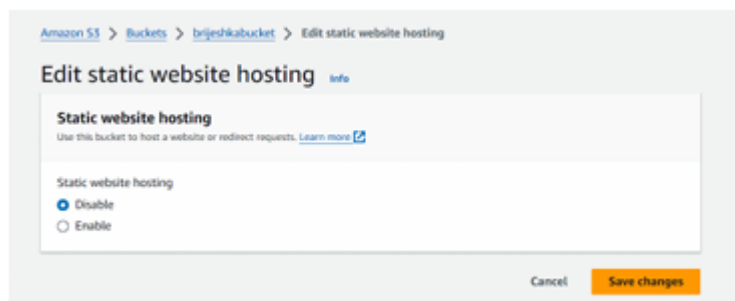 Amazon S3 > Buckets > brijeshkabucket > Edit static website hosting
Edit static website hosting Info
Static website hosting
Use this bucket to host a website or redirect requests. Learn more
Static website hosting
Disable
Enable
Cancel Save changes